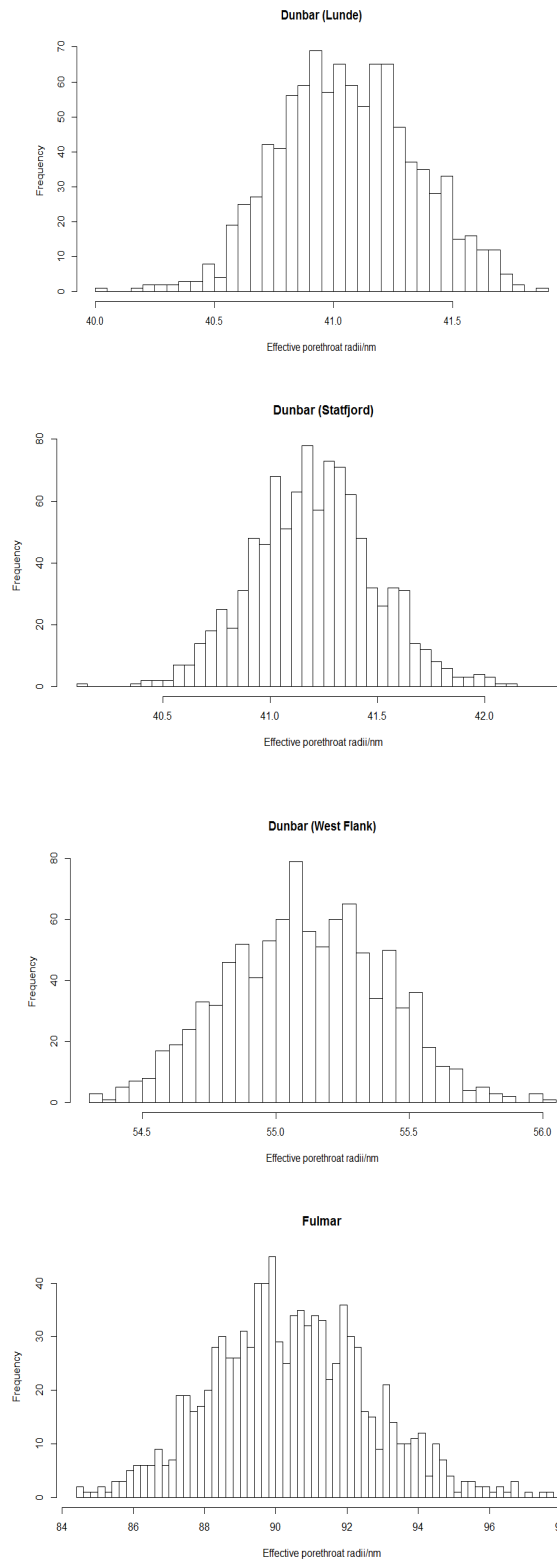 Dunbar (Lunde)
Frequency
0 10 20 30 40 50 60 70
40.0 40.5 41.0 41.5
Effective porethroat radii/nm
Dunbar (Statfjord)
Frequency
0 20 40 60 80
40.5 41.0 41.5 42.0
Effective porethroat radii/nm
Dunbar (West Flank)
Frequency
0 20 40 60 80
54.5 55.0 55.5 56.0
Effective porethroat radii/nm
Fulmar
Frequency
0 10 20 30 40
84 86 88 90 92 94 96
Effective porethroat radii/nm